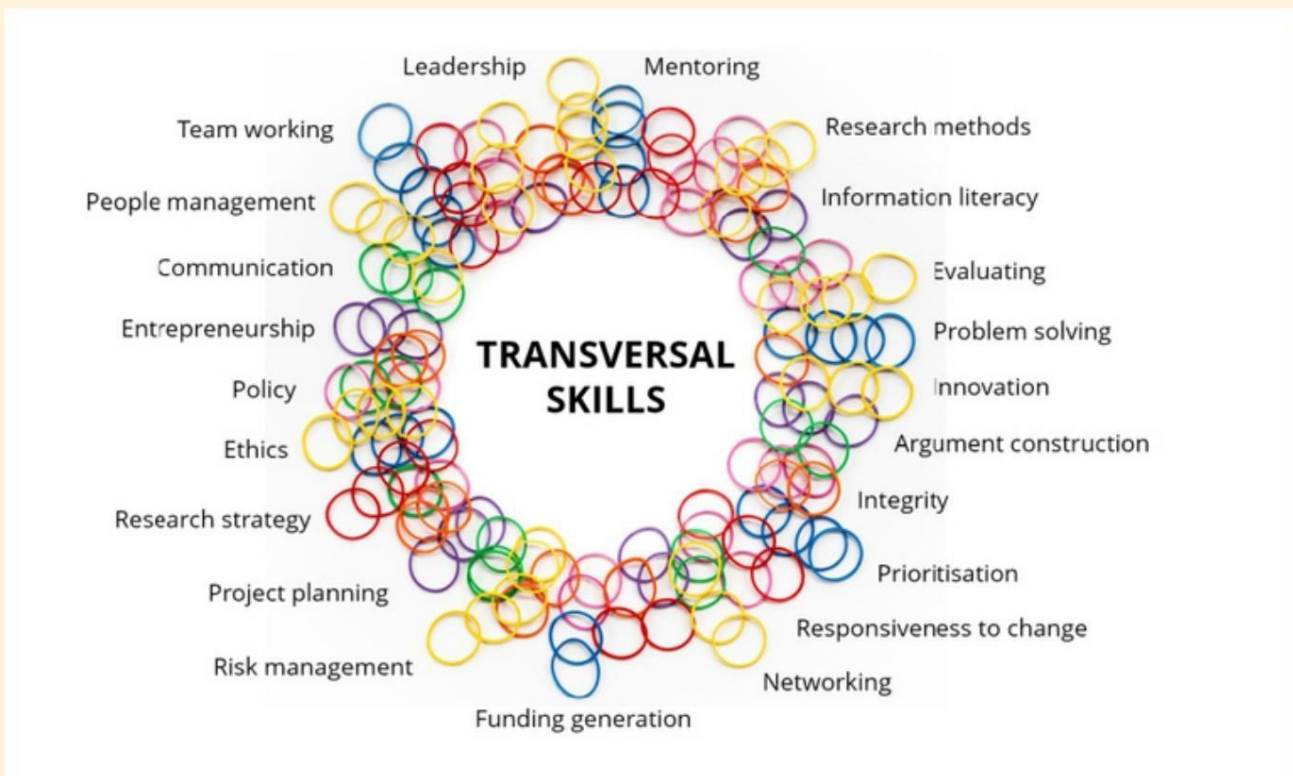 TRANSVERSAL
SKILLS
Leadership
Mentoring
Research methods
Information literacy
Evaluating
Problem solving
Innovation
Argument construction
Integrity
Prioritisation
Responsiveness to change
Networking
Funding generation
Risk management
Project planning
Research strategy
Ethics
Policy
Entrepreneurship
Communication
People management
Team working